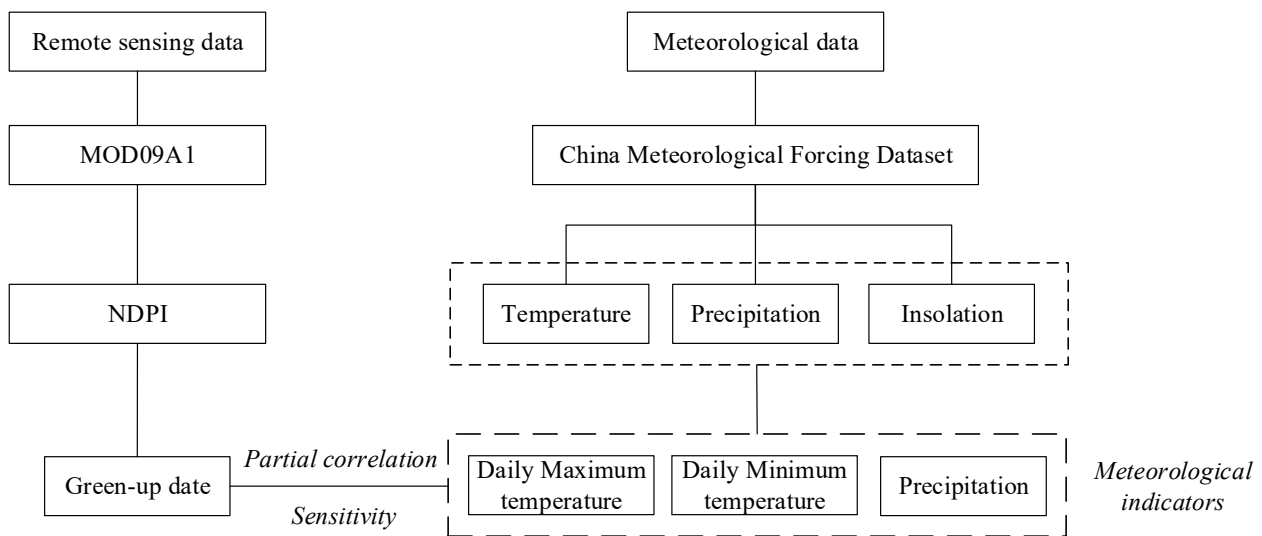 Remote sensing data
Meteorological data
MOD09A1
China Meteorological Forcing Dataset
NDPI
Temperature
Precipitation
Insolation
Green-up date
Partial correlation
Sensitivity
Daily Maximum
temperature
Daily Minimum
temperature
Precipitation
Meteorological
indicators